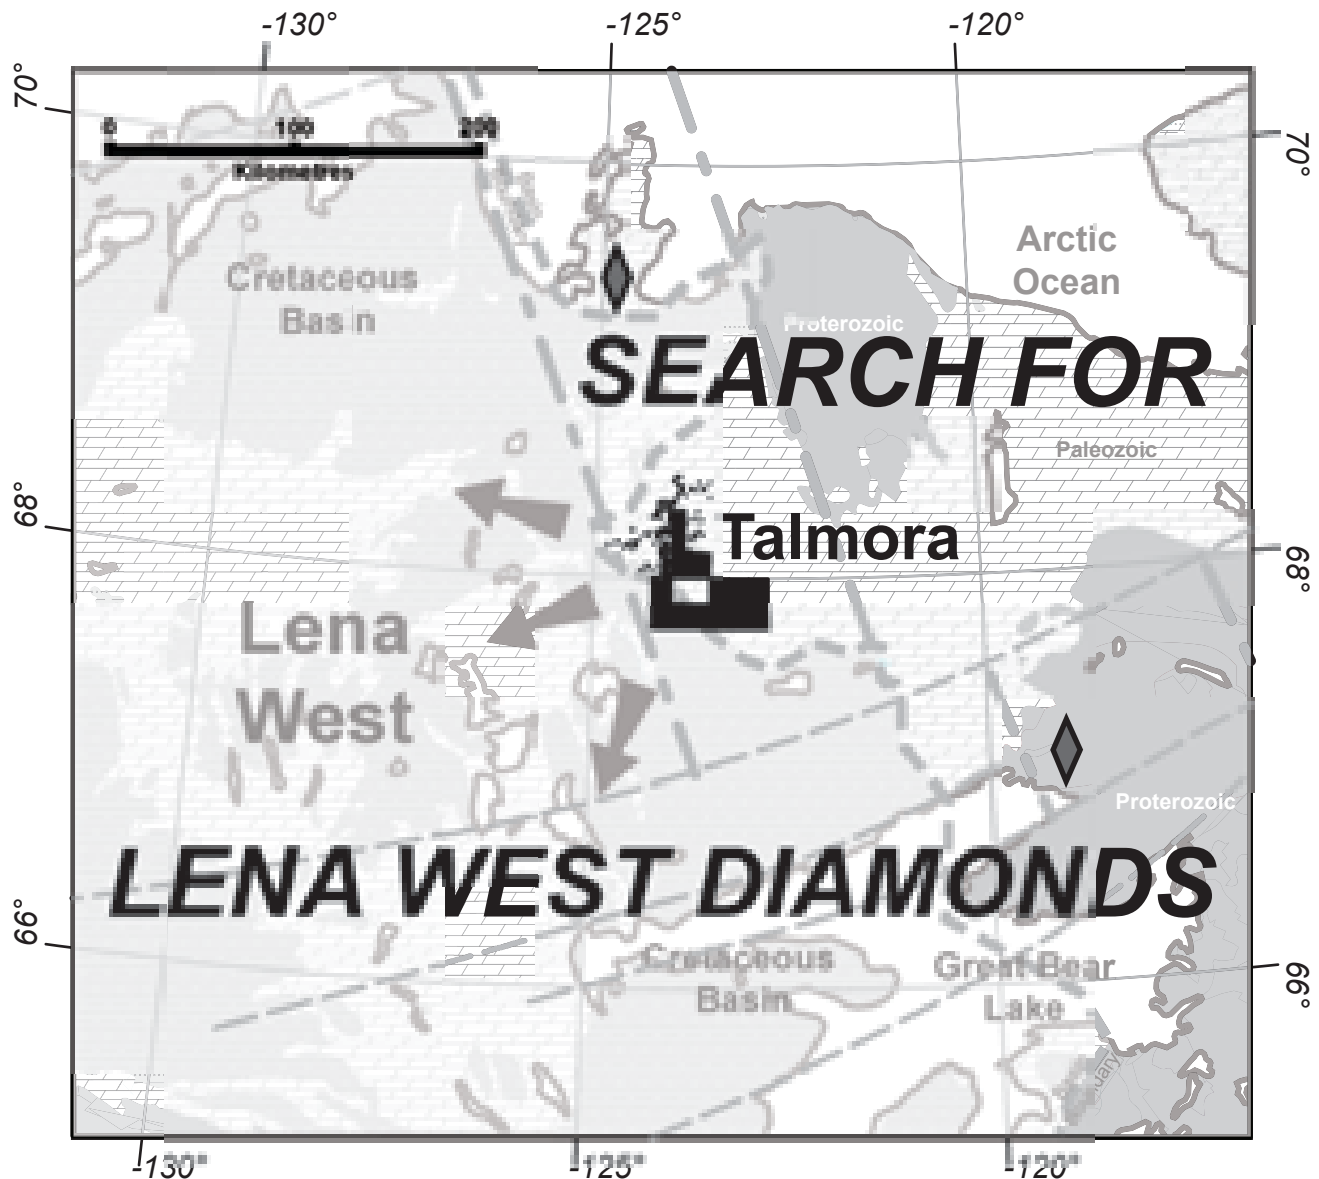 -130°
-125°
-120°
70°
70°
0 100 200
Kilometres
Arctic
Ocean
Cretaceous
Basin
Proterozoic
SEARCH FOR
Paleozoic
68°
68°
Talmora
Lena
West
Proterozoic
LENA WEST DIAMONDS
66°
66°
Cretaceous
Basin
Great Bear
Lake
-130°
-125°
-120°